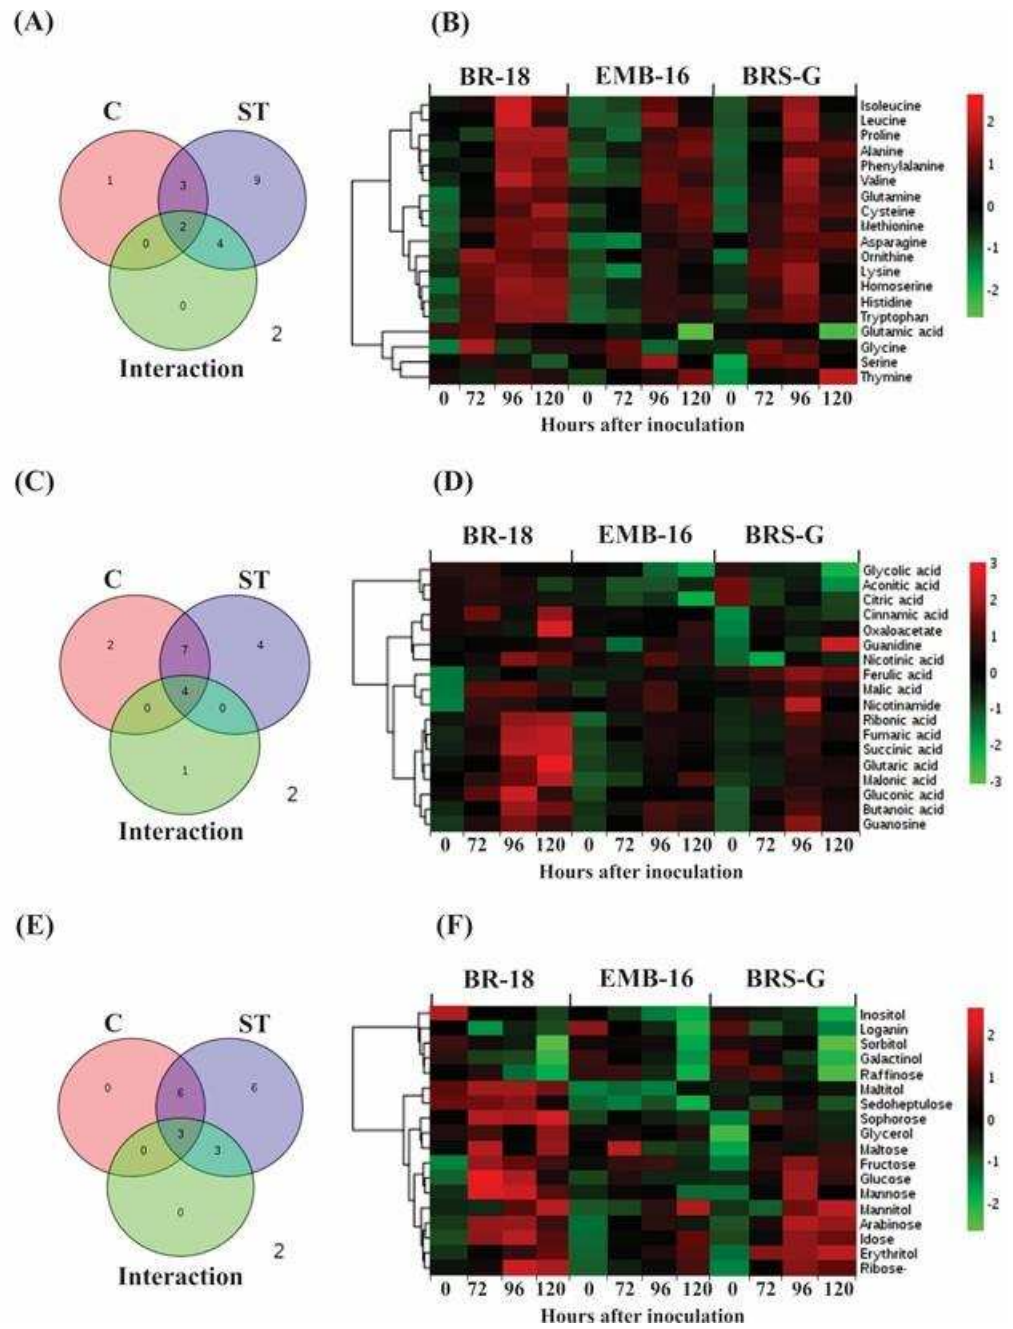 (A)
(B)
BR-18 EMB-16 BRS-G
C ST
1 3 9
2
0 4
0
2
Interaction
Isoleucine
Leucine
Proline
Alanine
Phenylalanine
Valine
Glutamine
Cysteine
Methionine
Asparagine
Ornithine
Lysine
Homoserine
Histidine
Tryptophan
Glutamic acid
Glycine
Serine
Thymine
2
1
0
-1
-2
0 72 96 120 0 72 96 120 0 72 96 120
Hours after inoculation
(C)
(D)
BR-18 EMB-16 BRS-G
C ST
2 7 4
4
0 0
1
2
Interaction
Glycolic acid
Aconitic acid
Citric acid
Cinnamic acid
Oxaloacetate
Guanidine
Nicotinic acid
Ferulic acid
Malic acid
Nicotinamide
Ribonic acid
Fumaric acid
Succinic acid
Glutaric acid
Malonic acid
Gluconic acid
Butanoic acid
Guanosine
3
2
1
0
-1
-2
-3
0 72 96 120 0 72 96 120 0 72 96 120
Hours after inoculation
(E)
(F)
BR-18 EMB-16 BRS-G
C ST
0 6 6
3
0 3
0
2
Interaction
Inositol
Loganin
Sorbitol
Galactinol
Raffinose
Maltitol
Sedoheptulose
Sophorose
Glycerol
Maltose
Fructose
Glucose
Mannose
Mannitol
Arabinose
Idose
Erythritol
Ribose-
2
1
0
-1
-2
0 72 96 120 0 72 96 120 0 72 96 120
Hours after inoculation